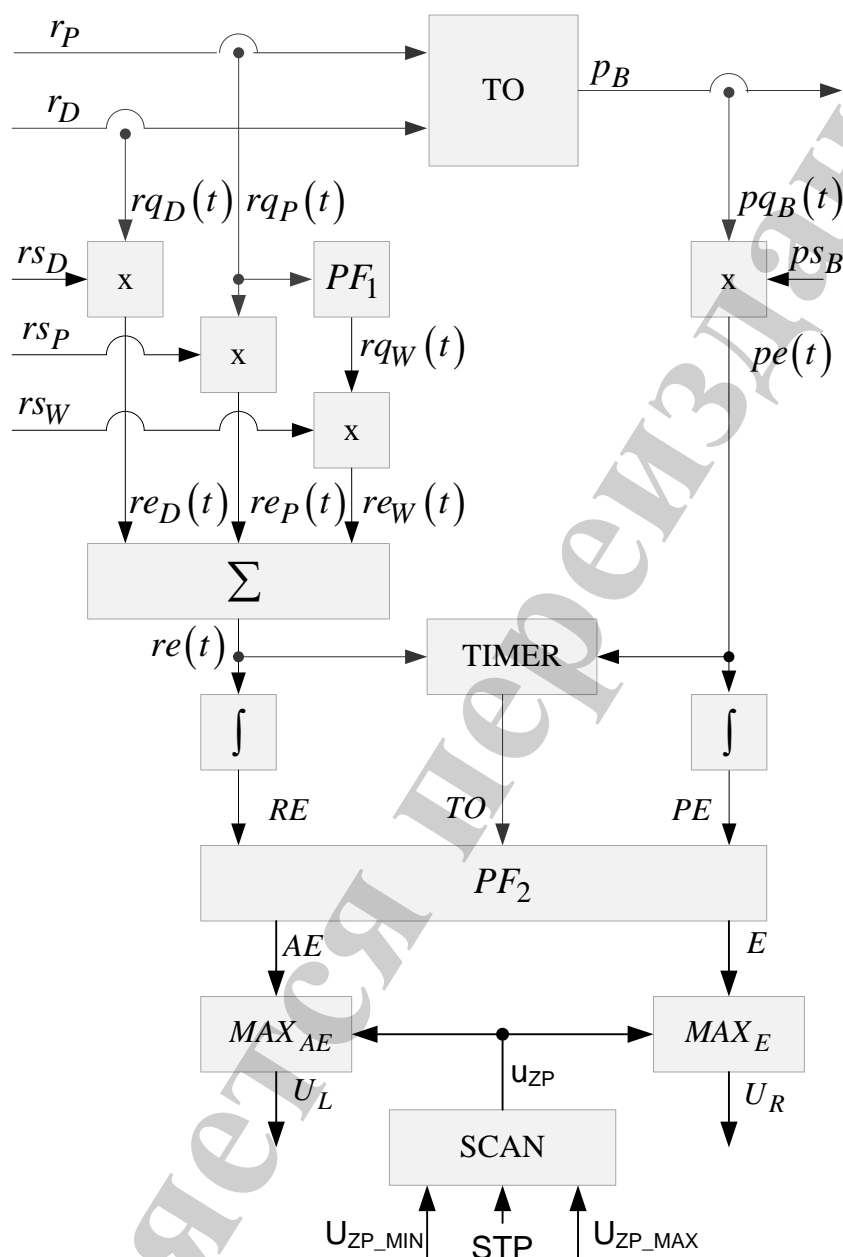 r_P
TO
p_B
r_D
rq_D(t) rq_P(t) pq_B(t)
rs_D x PF_1 x ps_B
rs_P x rq_W(t) pe(t)
rs_W x
re_D(t) re_P(t) re_W(t)
∑
re(t) TIMER
∫ ∫
RE TO PE
PF_2
AE E
MAX_AE MAX_E
u_ZP
U_L U_R
SCAN
U_ZP_MIN STP U_ZP_MAX
яется переиздан